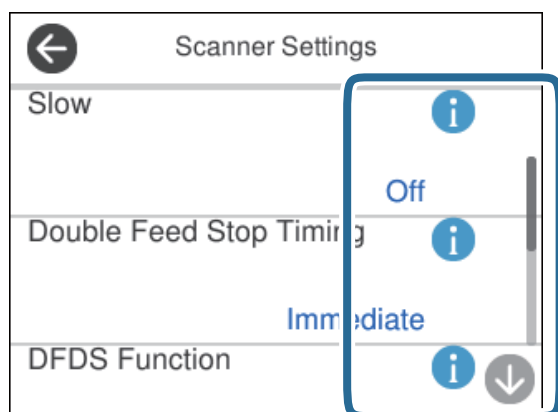 Scanner Settings
Slow
i
Off
Double Feed Stop Timing
i
Immediate
DFDS Function
i